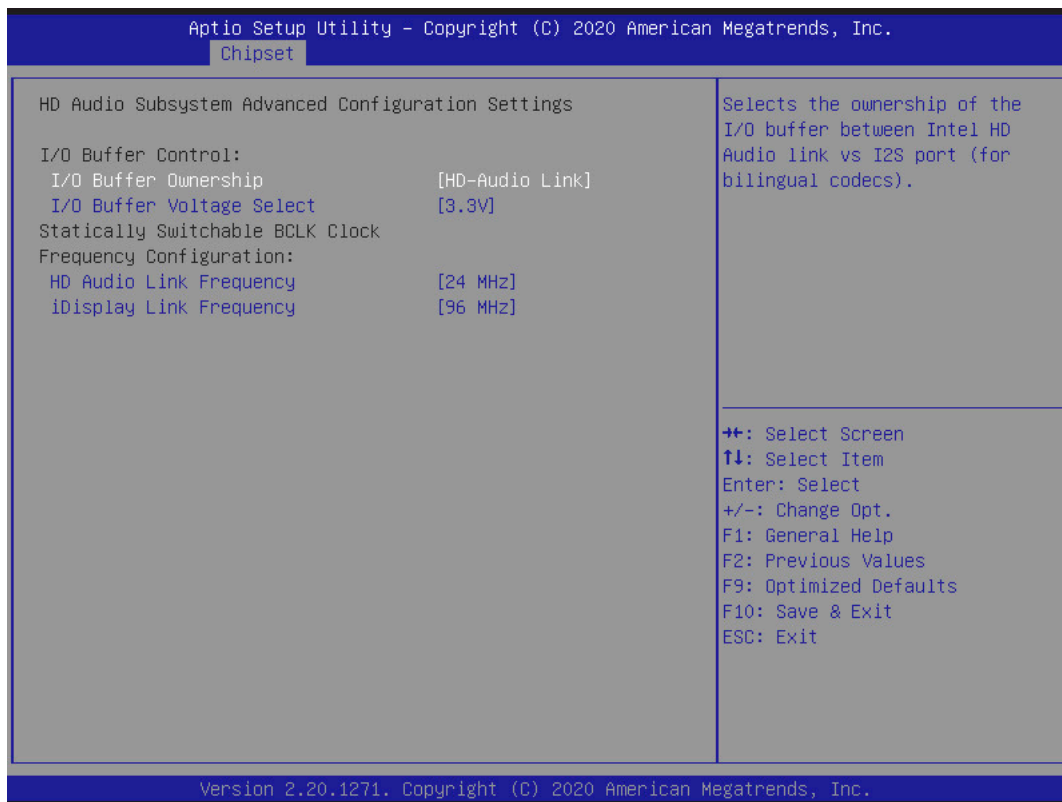 Aptio Setup Utility – Copyright (C) 2020 American Megatrends, Inc.
Chipset
HD Audio Subsystem Advanced Configuration Settings
I/O Buffer Control:
I/O Buffer Ownership [HD-Audio Link]
I/O Buffer Voltage Select [3.3V]
Statically Switchable BCLK Clock
Frequency Configuration:
HD Audio Link Frequency [24 MHz]
iDisplay Link Frequency [96 MHz]
Selects the ownership of the
I/O buffer between Intel HD
Audio link vs I2S port (for
bilingual codecs).
→←: Select Screen
↑↓: Select Item
Enter: Select
+/-: Change Opt.
F1: General Help
F2: Previous Values
F9: Optimized Defaults
F10: Save & Exit
ESC: Exit
Version 2.20.1271. Copyright (C) 2020 American Megatrends, Inc.